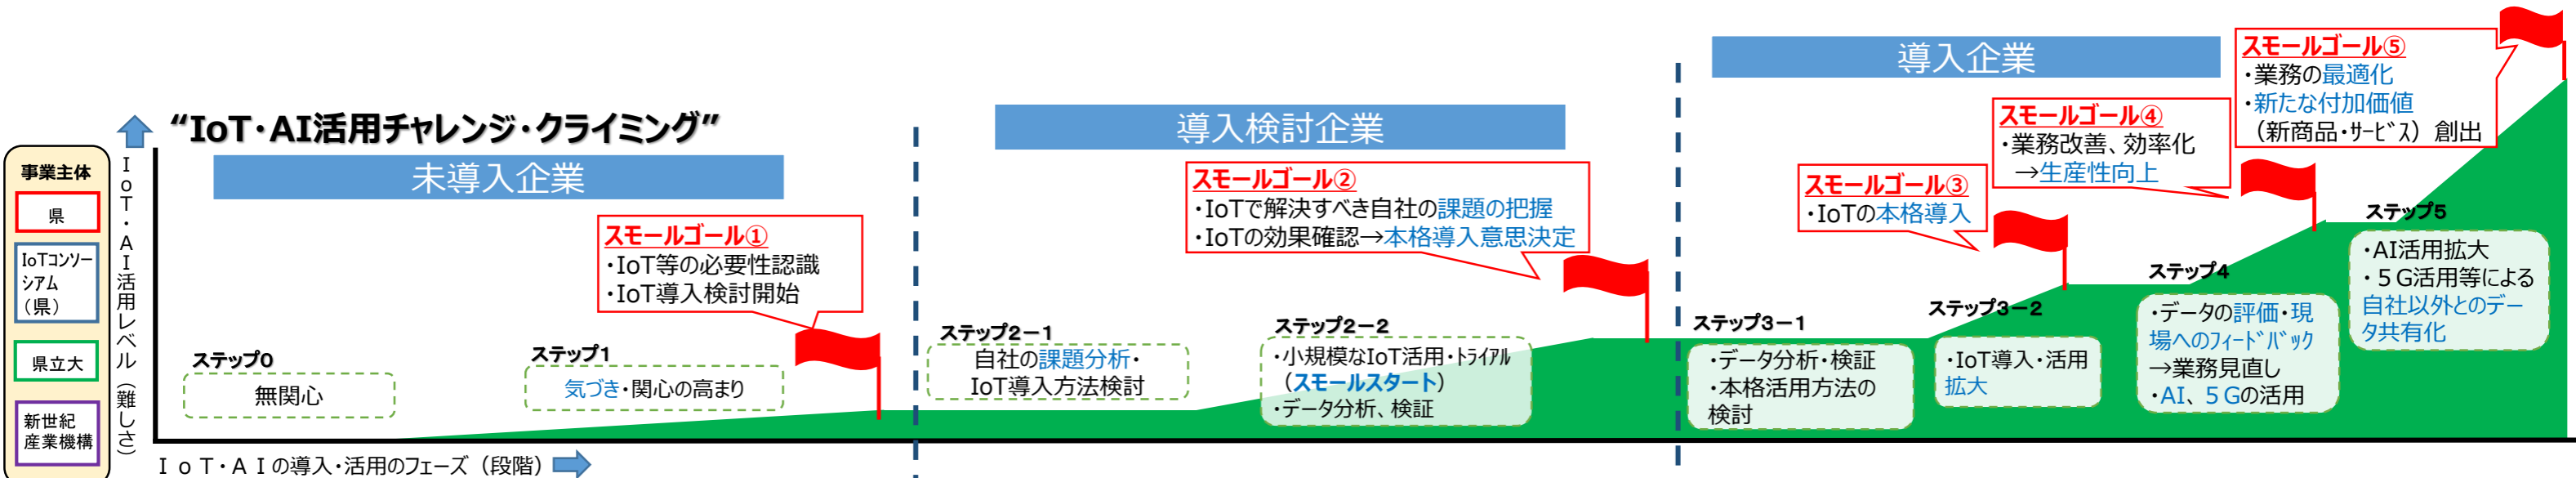 “IoT・AI活用チャレンジ・クライミング”
事業主体
県
IoTコンソー
シアム
（県）
県立大
新世紀
産業機構
IoT・AI活用レベル（難しさ）
ＩｏＴ・ＡＩの導入・活用のフェーズ（段階）
未導入企業
ステップ0
無関心
ステップ1
気づき・関心の高まり
スモールゴール①
・IoT等の必要性認識
・IoT導入検討開始
導入検討企業
ステップ2－1
自社の課題分析・
IoT導入方法検討
ステップ2－2
・小規模なIoT活用・ﾄﾗｲｱﾙ
（スモールスタート）
・データ分析、検証
スモールゴール②
・IoTで解決すべき自社の課題の把握
・IoTの効果確認→本格導入意思決定
導入企業
ステップ3－1
・データ分析・検証
・本格活用方法の
検討
ステップ3－2
・IoT導入・活用
拡大
スモールゴール③
・IoTの本格導入
ステップ4
・データの評価・現
場へのﾌｨｰﾄﾞﾊﾞｯｸ
→業務見直し
・AI、５Gの活用
スモールゴール④
・業務改善、効率化
→生産性向上
ステップ5
・AI活用拡大
・５G活用等による
自社以外とのデー
タ共有化
スモールゴール⑤
・業務の最適化
・新たな付加価値
（新商品・ｻｰﾋﾞｽ）創出